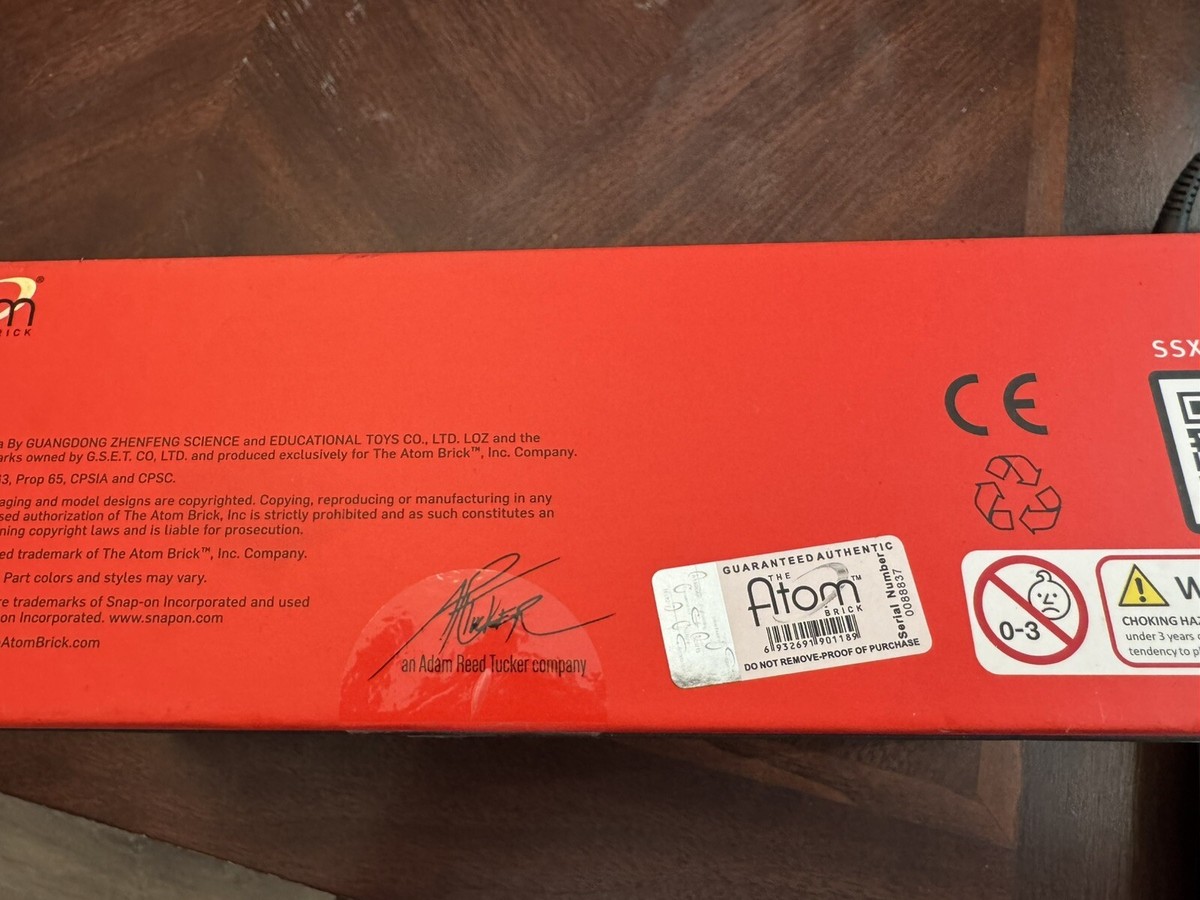 m®
BRICK
a By GUANGDONG ZHENFENG SCIENCE and EDUCATIONAL TOYS CO., LTD. LOZ and the
arks owned by G.S.E.T. CO, LTD. and produced exclusively for The Atom Brick™, Inc. Company.
3, Prop 65, CPSIA and CPSC.
aging and model designs are copyrighted. Copying, reproducing or manufacturing in any
sed authorization of The Atom Brick, Inc is strictly prohibited and as such constitutes an
ning copyright laws and is liable for prosecution.
ed trademark of The Atom Brick™, Inc. Company.
Part colors and styles may vary.
re trademarks of Snap-on Incorporated and used
on Incorporated. www.snapon.com
AtomBrick.com
ARTucker
an Adam Reed Tucker company
GUARANTEED AUTHENTIC
THE
Atom™
BRICK
6 932691 901189
DO NOT REMOVE-PROOF OF PURCHASE
Serial Number
0088837
CE
SSX
0-3
W
CHOKING HAZ
under 3 years
tendency to p